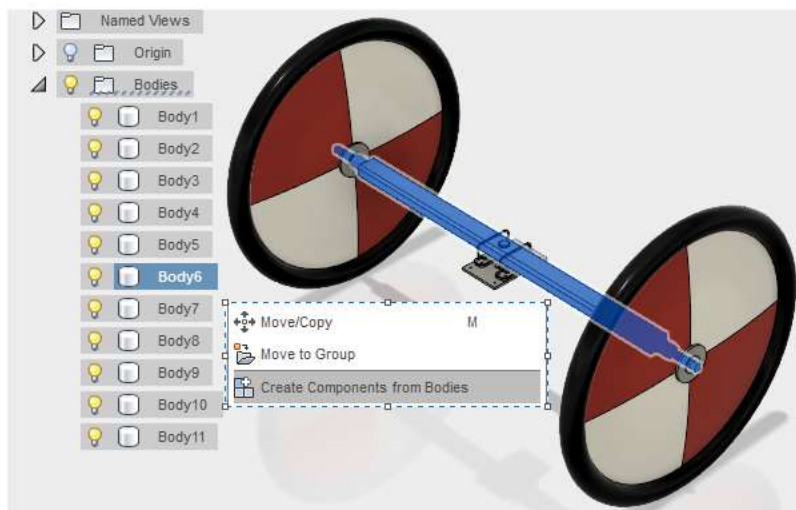 Named Views
Origin
Bodies
Body1
Body2
Body3
Body4
Body5
Body6
Body7
Body8
Body9
Body10
Body11
Move/Copy M
Move to Group
Create Components from Bodies